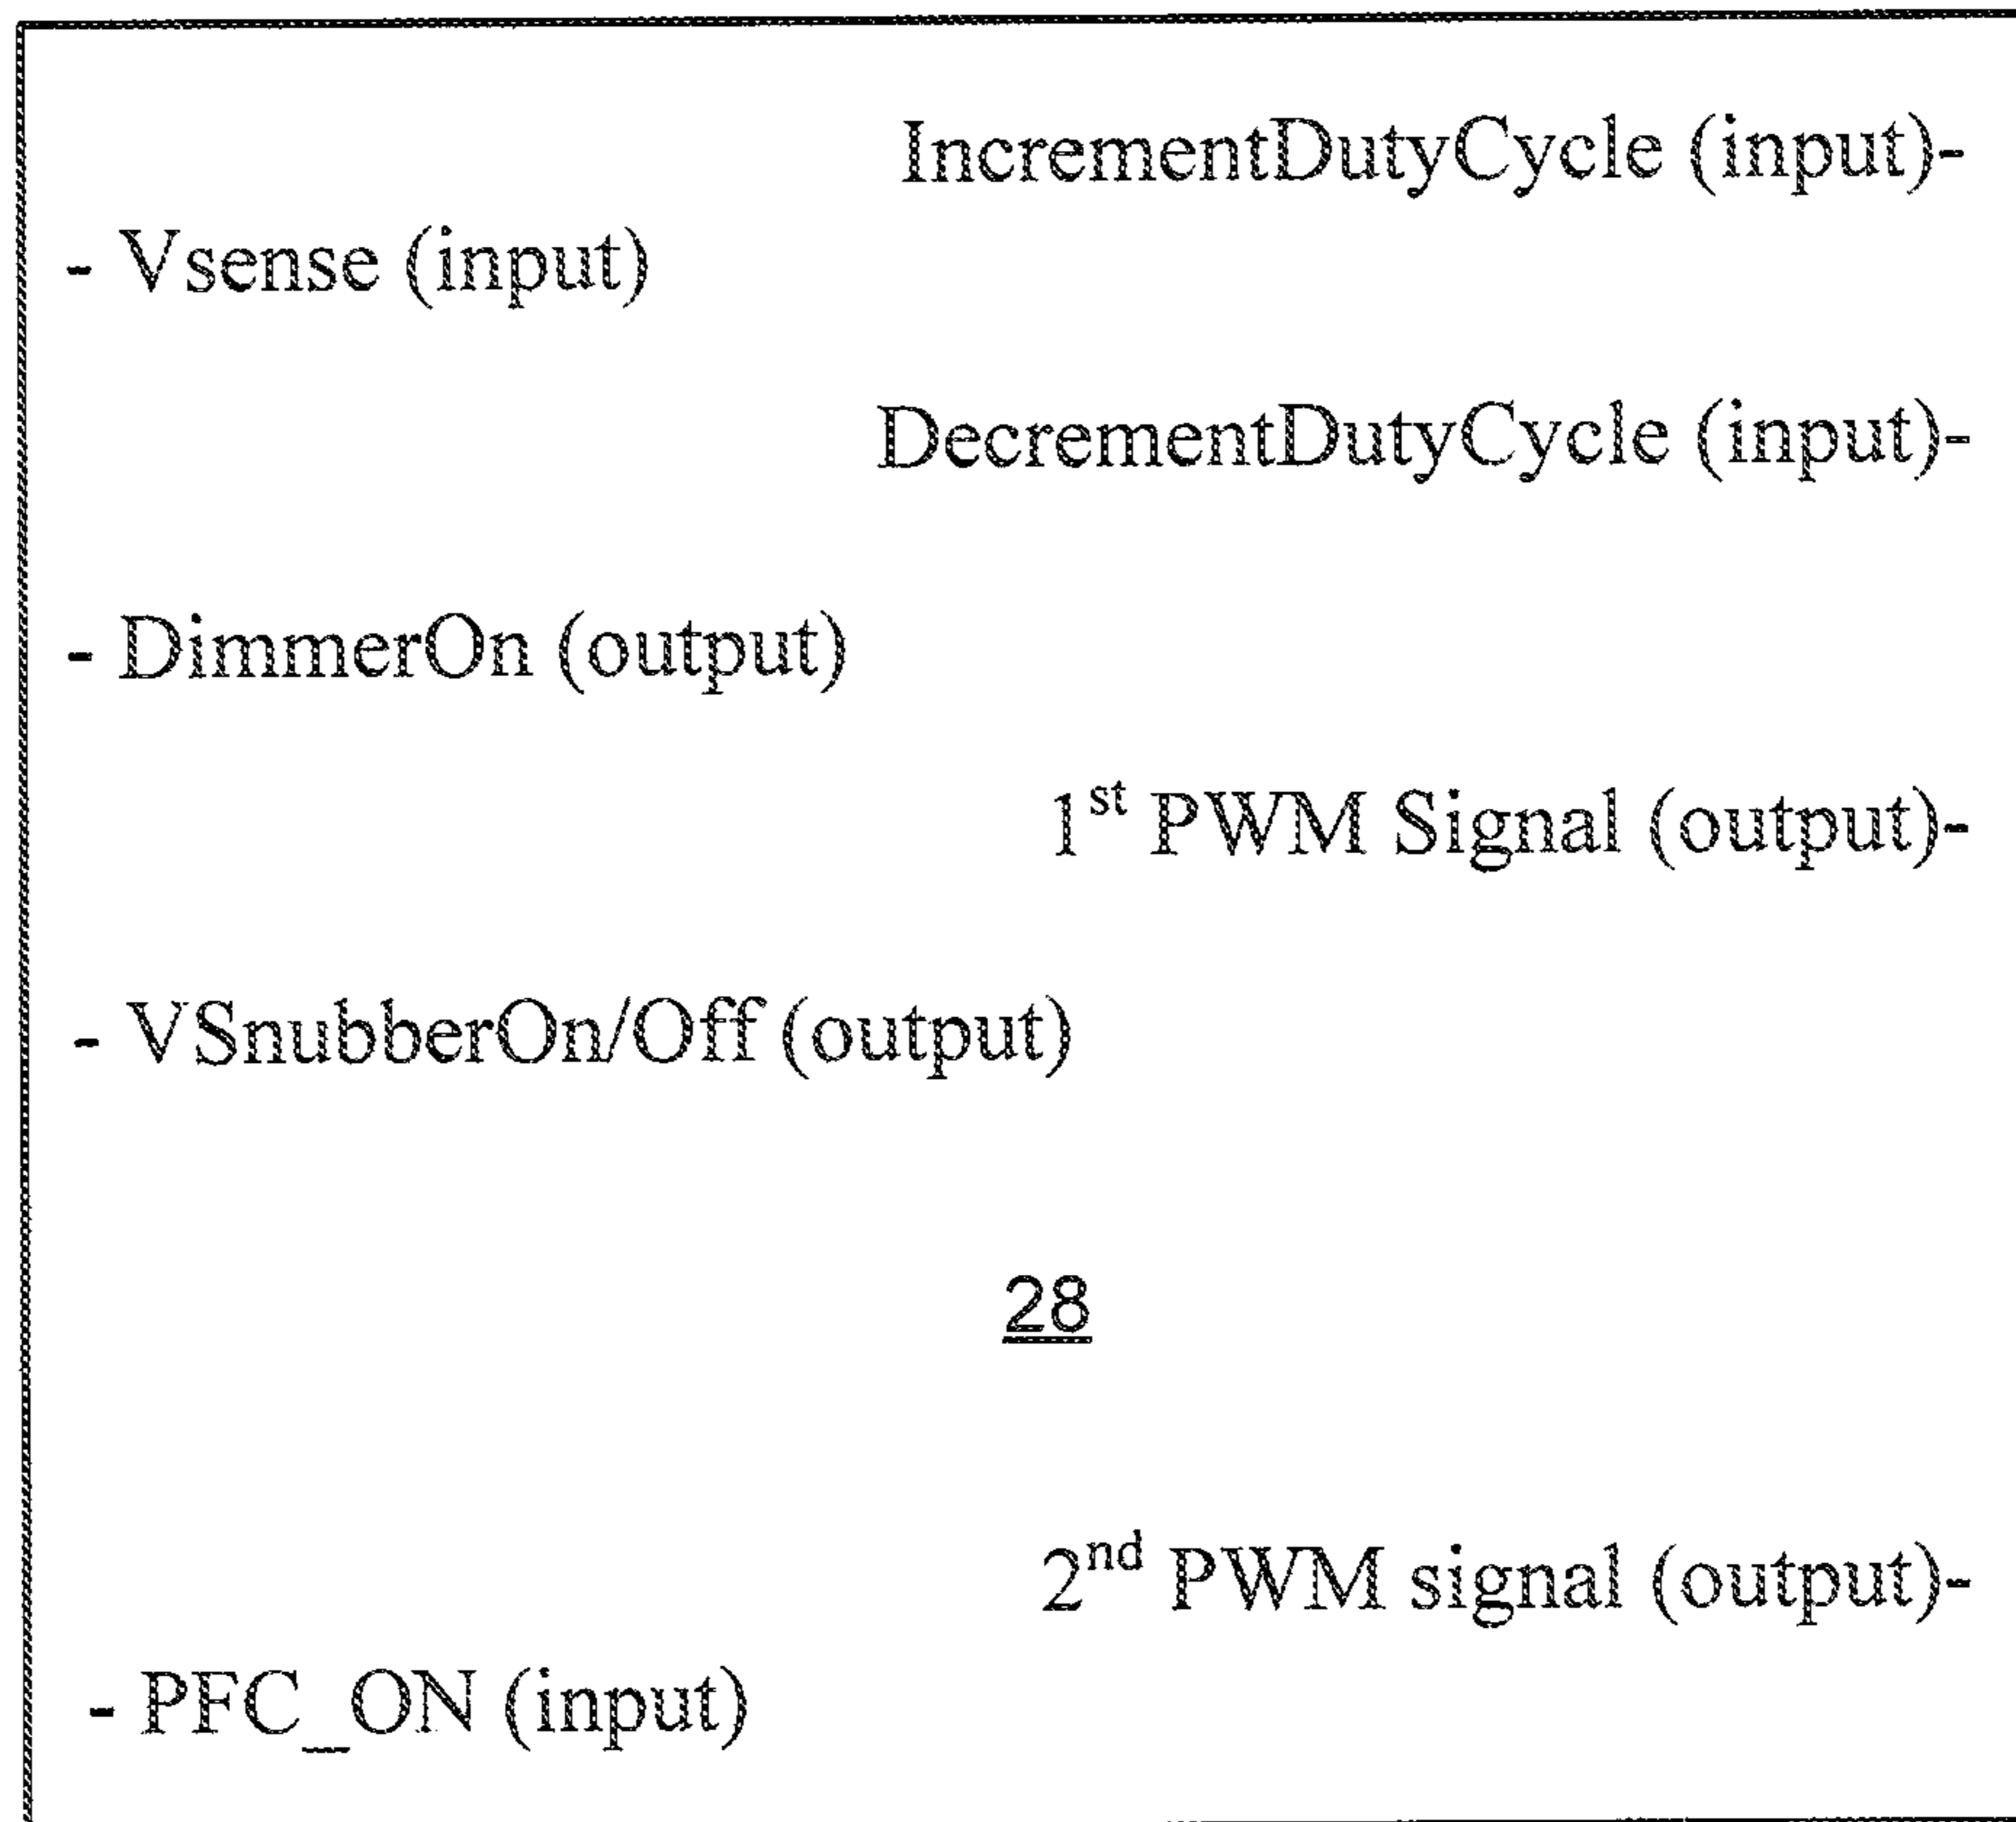 IncrementDutyCycle (input)-
- Vsense (input)
DecrementDutyCycle (input)-
- DimmerOn (output)
1st PWM Signal (output)-
- VSnubberOn/Off (output)
28
2nd PWM signal (output)-
- PFC_ON (input)